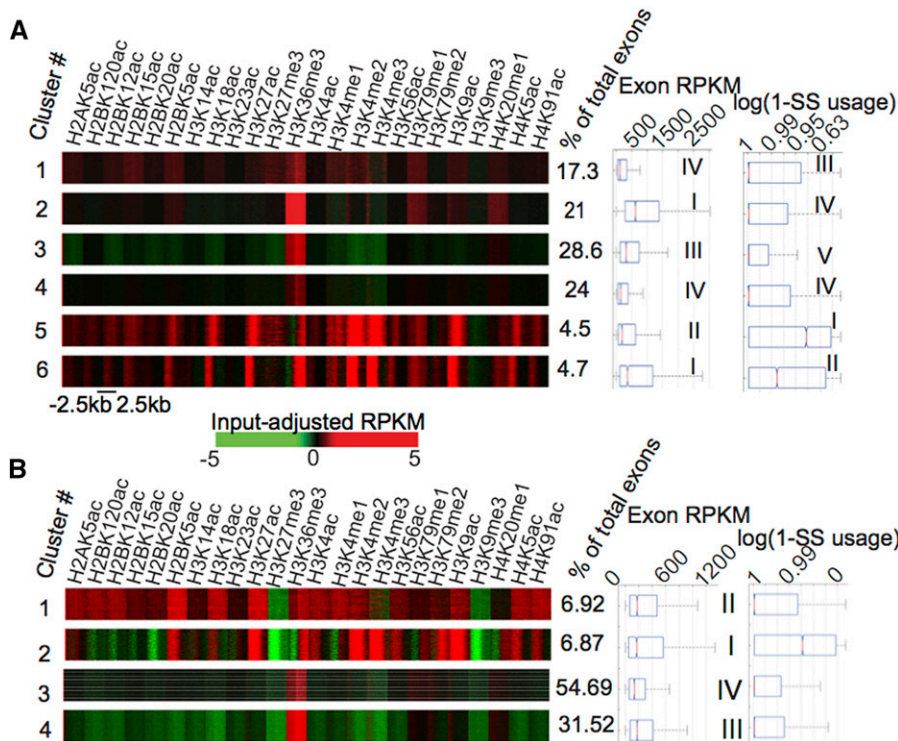 A
Cluster #
H2AK5ac
H2BK120ac
H2BK12ac
H2BK15ac
H2BK20ac
H2BK5ac
H3K14ac
H3K18ac
H3K23ac
H3K27ac
H3K27me3
H3K36me3
H3K4ac
H3K4me1
H3K4me2
H3K4me3
H3K56ac
H3K79me1
H3K79me2
H3K9ac
H3K9me3
H4K20me1
H4K5ac
H4K91ac
% of total exons
Exon RPKM
500 1500 2500
log(1-SS usage)
1 0.99 0.95 0.63
1 17.3 IV III
2 21 I IV
3 28.6 III V
4 24 IV IV
5 4.5 II I
6 4.7 I II
-2.5kb 2.5kb
Input-adjusted RPKM
-5 0 5
B
Cluster #
H2AK5ac
H2BK120ac
H2BK12ac
H2BK15ac
H2BK20ac
H2BK5ac
H3K14ac
H3K18ac
H3K23ac
H3K27ac
H3K27me3
H3K36me3
H3K4ac
H3K4me1
H3K4me2
H3K4me3
H3K56ac
H3K79me1
H3K79me2
H3K9ac
H3K9me3
H4K20me1
H4K5ac
H4K91ac
% of total exons
Exon RPKM
0 600 1200
log(1-SS usage)
1 0.99 0
1 6.92 II
2 6.87 I
3 54.69 IV
4 31.52 III